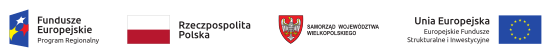 Fundusze
Europejskie
Program Regionalny
Rzeczpospolita
Polska
SAMORZĄD WOJEWÓDZTWA
WIELKOPOLSKIEGO
Unia Europejska
Europejskie Fundusze
Strukturalne i Inwestycyjne